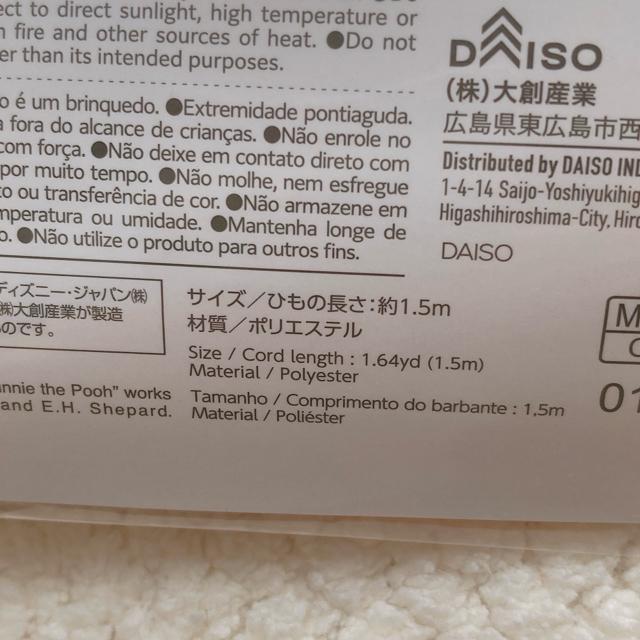 ect to direct sunlight, high temperature or
fire and other sources of heat. ●Do not
er than its intended purposes.
o é um brinquedo. ●Extremidade pontiaguda.
fora do alcance de crianças. ●Não enrole no
com força. ●Não deixe em contato direto com
por muito tempo. ●Não molhe, nem esfregue
to ou transferência de cor. ●Não armazene em
mperatura ou umidade. ●Mantenha longe de
o. ●Não utilize o produto para outros fins.
DAISO
(株)大創産業
広島県東広島市西
Distributed by DAISO IND
1-4-14 Saijo-Yoshiyukihig
Higashihiroshima-City, Hiro
DAISO
ディズニー・ジャパン㈱
㈱大創産業が製造
ものです。
サイズ/ひもの長さ:約1.5m
材質/ポリエステル
Size / Cord length : 1.64yd (1.5m)
Material / Polyester
Tamanho / Comprimento do barbante : 1,5m
Material / Poliéster
nnie the Pooh" works
and E.H. Shepard.
M
01